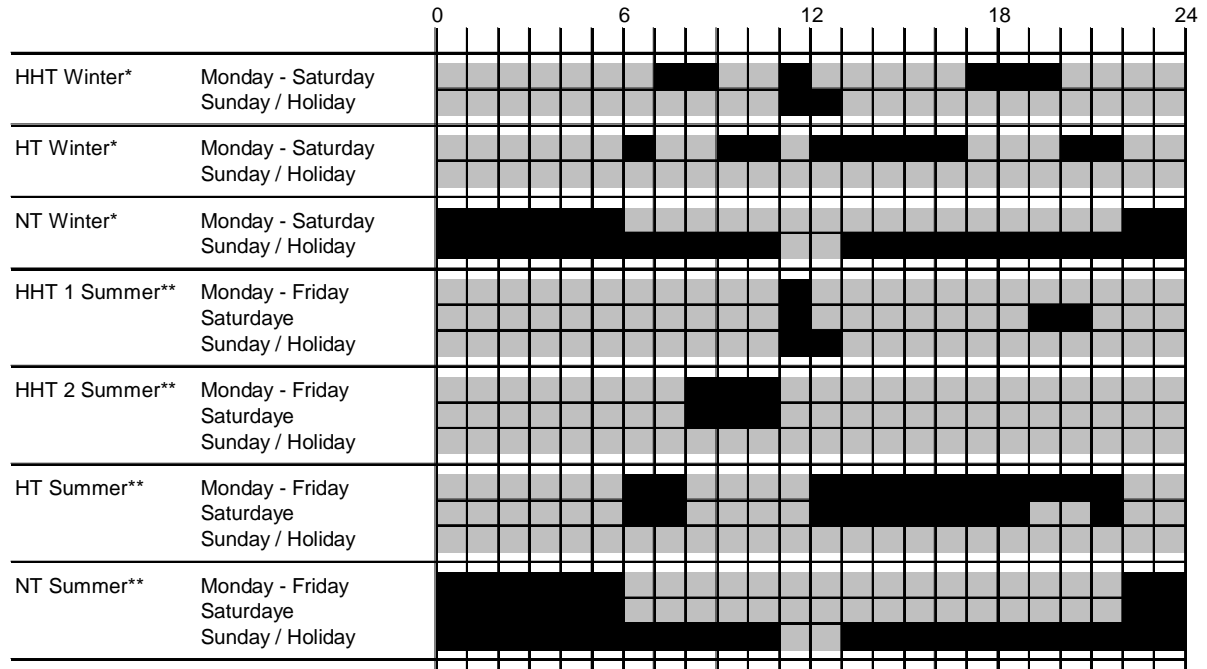 0 6 12 18 24
HHT Winter* Monday - Saturday
Sunday / Holiday
HT Winter* Monday - Saturday
Sunday / Holiday
NT Winter* Monday - Saturday
Sunday / Holiday
HHT 1 Summer** Monday - Friday
Saturdaye
Sunday / Holiday
HHT 2 Summer** Monday - Friday
Saturdaye
Sunday / Holiday
HT Summer** Monday - Friday
Saturdaye
Sunday / Holiday
NT Summer** Monday - Friday
Saturdaye
Sunday / Holiday